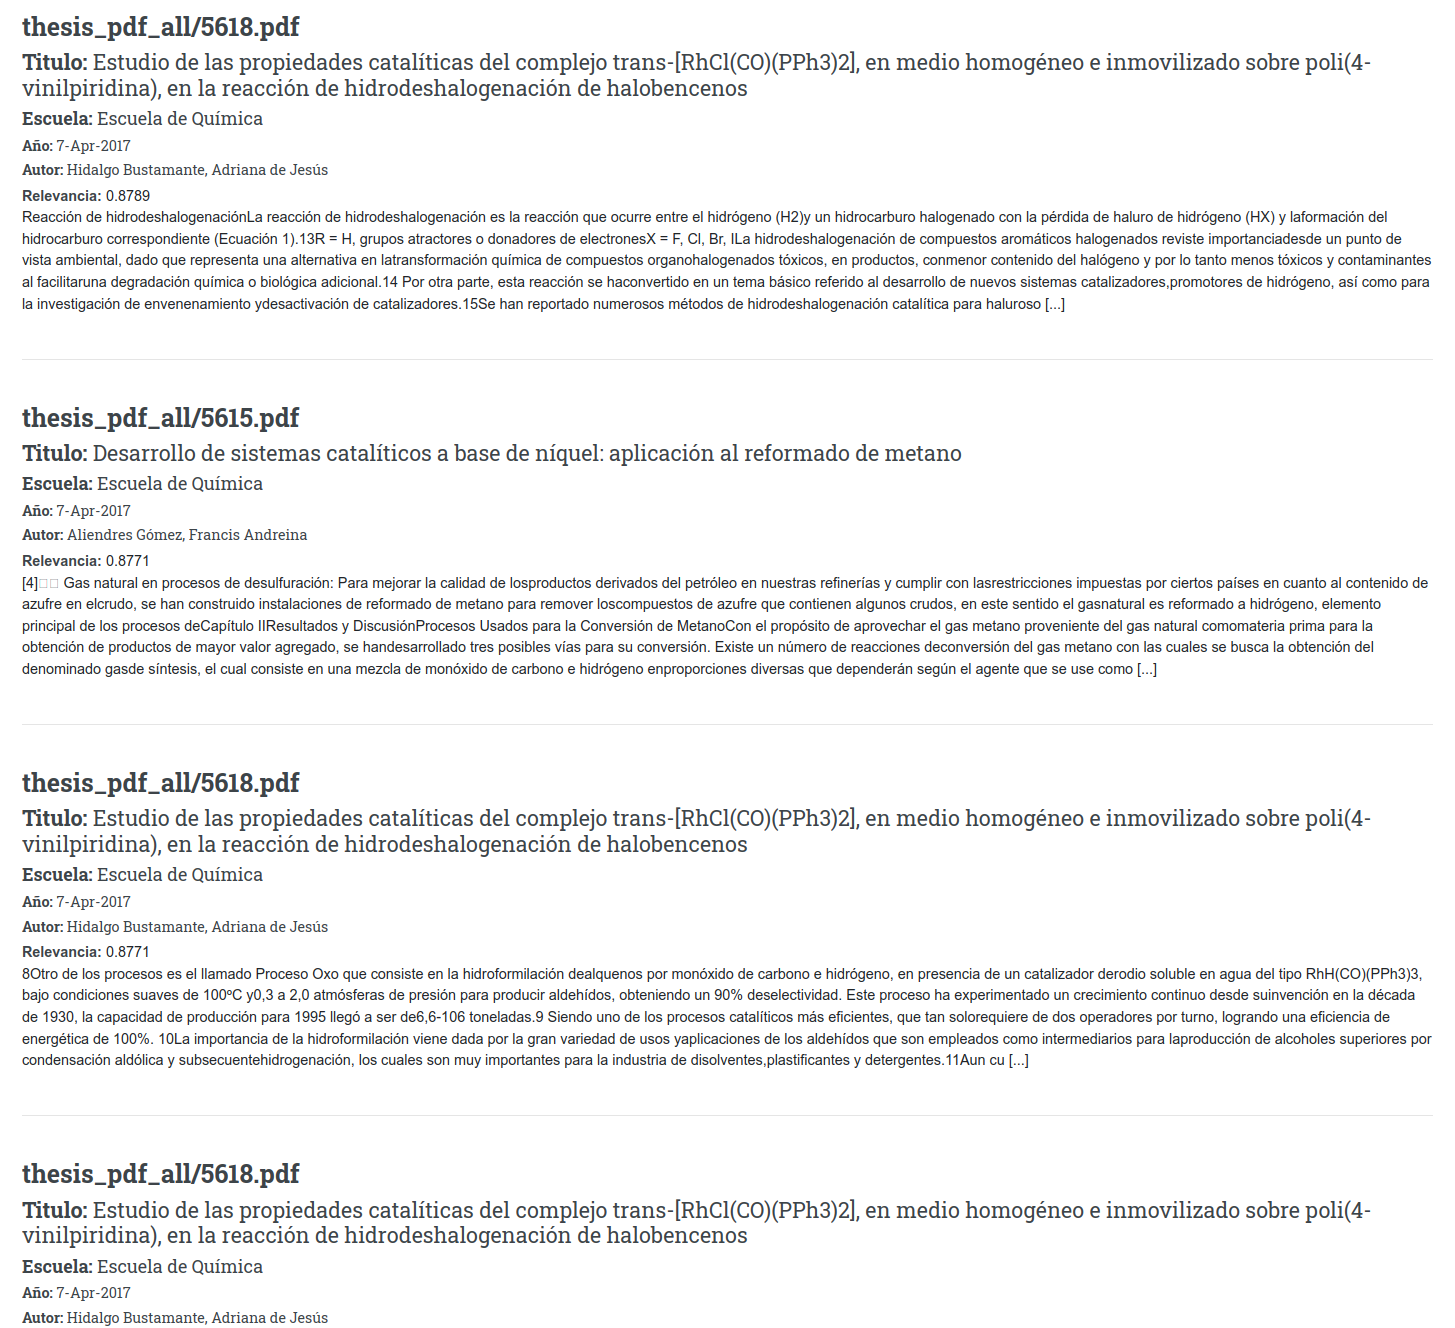 thesis_pdf_all/5618.pdf
Titulo: Estudio de las propiedades catalíticas del complejo trans-[RhCl(CO)(PPh3)2], en medio homogéneo e inmovilizado sobre poli(4-
vinilpiridina), en la reacción de hidrodeshalogenación de halobencenos
Escuela: Escuela de Química
Año: 7-Apr-2017
Autor: Hidalgo Bustamante, Adriana de Jesús
Relevancia: 0.8789
Reacción de hidrodeshalogenaciónLa reacción de hidrodeshalogenación es la reacción que ocurre entre el hidrógeno (H2)y un hidrocarburo halogenado con la pérdida de haluro de hidrógeno (HX) y laformación del
hidrocarburo correspondiente (Ecuación 1).13R = H, grupos atractores o donadores de electronesX = F, Cl, Br, ILa hidrodeshalogenación de compuestos aromáticos halogenados reviste importanciadesde un punto de
vista ambiental, dado que representa una alternativa en latransformación química de compuestos organohalogenados tóxicos, en productos, conmenor contenido del halógeno y por lo tanto menos tóxicos y contaminantes
al facilitaruna degradación química o biológica adicional.14 Por otra parte, esta reacción se haconvertido en un tema básico referido al desarrollo de nuevos sistemas catalizadores,promotores de hidrógeno, así como para
la investigación de envenenamiento ydesactivación de catalizadores.15Se han reportado numerosos métodos de hidrodeshalogenación catalítica para haluroso [...]
thesis_pdf_all/5615.pdf
Titulo: Desarrollo de sistemas catalíticos a base de níquel: aplicación al reformado de metano
Escuela: Escuela de Química
Año: 7-Apr-2017
Autor: Aliendres Gómez, Francis Andreina
Relevancia: 0.8771
[4] Gas natural en procesos de desulfuración: Para mejorar la calidad de losproductos derivados del petróleo en nuestras refinerías y cumplir con lasrestricciones impuestas por ciertos países en cuanto al contenido de
azufre en elcrudo, se han construido instalaciones de reformado de metano para remover loscompuestos de azufre que contienen algunos crudos, en este sentido el gasnatural es reformado a hidrógeno, elemento
principal de los procesos deCapítulo IIResultados y DiscusiónProcesos Usados para la Conversión de MetanoCon el propósito de aprovechar el gas metano proveniente del gas natural comomateria prima para la
obtención de productos de mayor valor agregado, se handesarrollado tres posibles vías para su conversión. Existe un número de reacciones deconversión del gas metano con las cuales se busca la obtención del
denominado gasde síntesis, el cual consiste en una mezcla de monóxido de carbono e hidrógeno enproporciones diversas que dependerán según el agente que se use como [...]
thesis_pdf_all/5618.pdf
Titulo: Estudio de las propiedades catalíticas del complejo trans-[RhCl(CO)(PPh3)2], en medio homogéneo e inmovilizado sobre poli(4-
vinilpiridina), en la reacción de hidrodeshalogenación de halobencenos
Escuela: Escuela de Química
Año: 7-Apr-2017
Autor: Hidalgo Bustamante, Adriana de Jesús
Relevancia: 0.8771
8Otro de los procesos es el llamado Proceso Oxo que consiste en la hidroformilación dealquenos por monóxido de carbono e hidrógeno, en presencia de un catalizador derodio soluble en agua del tipo RhH(CO)(PPh3)3,
bajo condiciones suaves de 100ºC y0,3 a 2,0 atmósferas de presión para producir aldehídos, obteniendo un 90% deselectividad. Este proceso ha experimentado un crecimiento continuo desde suinvención en la década
de 1930, la capacidad de producción para 1995 llegó a ser de6,6-106 toneladas.9 Siendo uno de los procesos catalíticos más eficientes, que tan solorequiere de dos operadores por turno, logrando una eficiencia de
energética de 100%. 10La importancia de la hidroformilación viene dada por la gran variedad de usos yaplicaciones de los aldehídos que son empleados como intermediarios para laproducción de alcoholes superiores por
condensación aldólica y subsecuentehidrogenación, los cuales son muy importantes para la industria de disolventes,plastificantes y detergentes.11Aun cu [...]
thesis_pdf_all/5618.pdf
Titulo: Estudio de las propiedades catalíticas del complejo trans-[RhCl(CO)(PPh3)2], en medio homogéneo e inmovilizado sobre poli(4-
vinilpiridina), en la reacción de hidrodeshalogenación de halobencenos
Escuela: Escuela de Química
Año: 7-Apr-2017
Autor: Hidalgo Bustamante, Adriana de Jesús